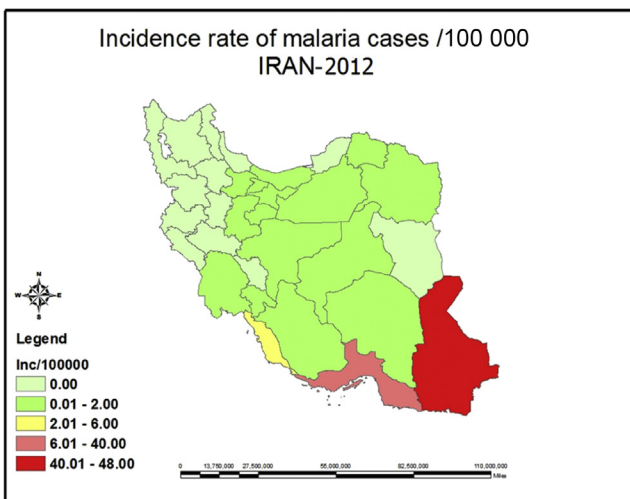 Incidence rate of malaria cases /100 000
IRAN-2012
N
W E
S
Legend
Inc/100000
0.00
0.01 - 2.00
2.01 - 6.00
6.01 - 40.00
40.01 - 48.00
0 13,750,000 27,500,000 55,000,000 82,500,000 110,000,000
Miles